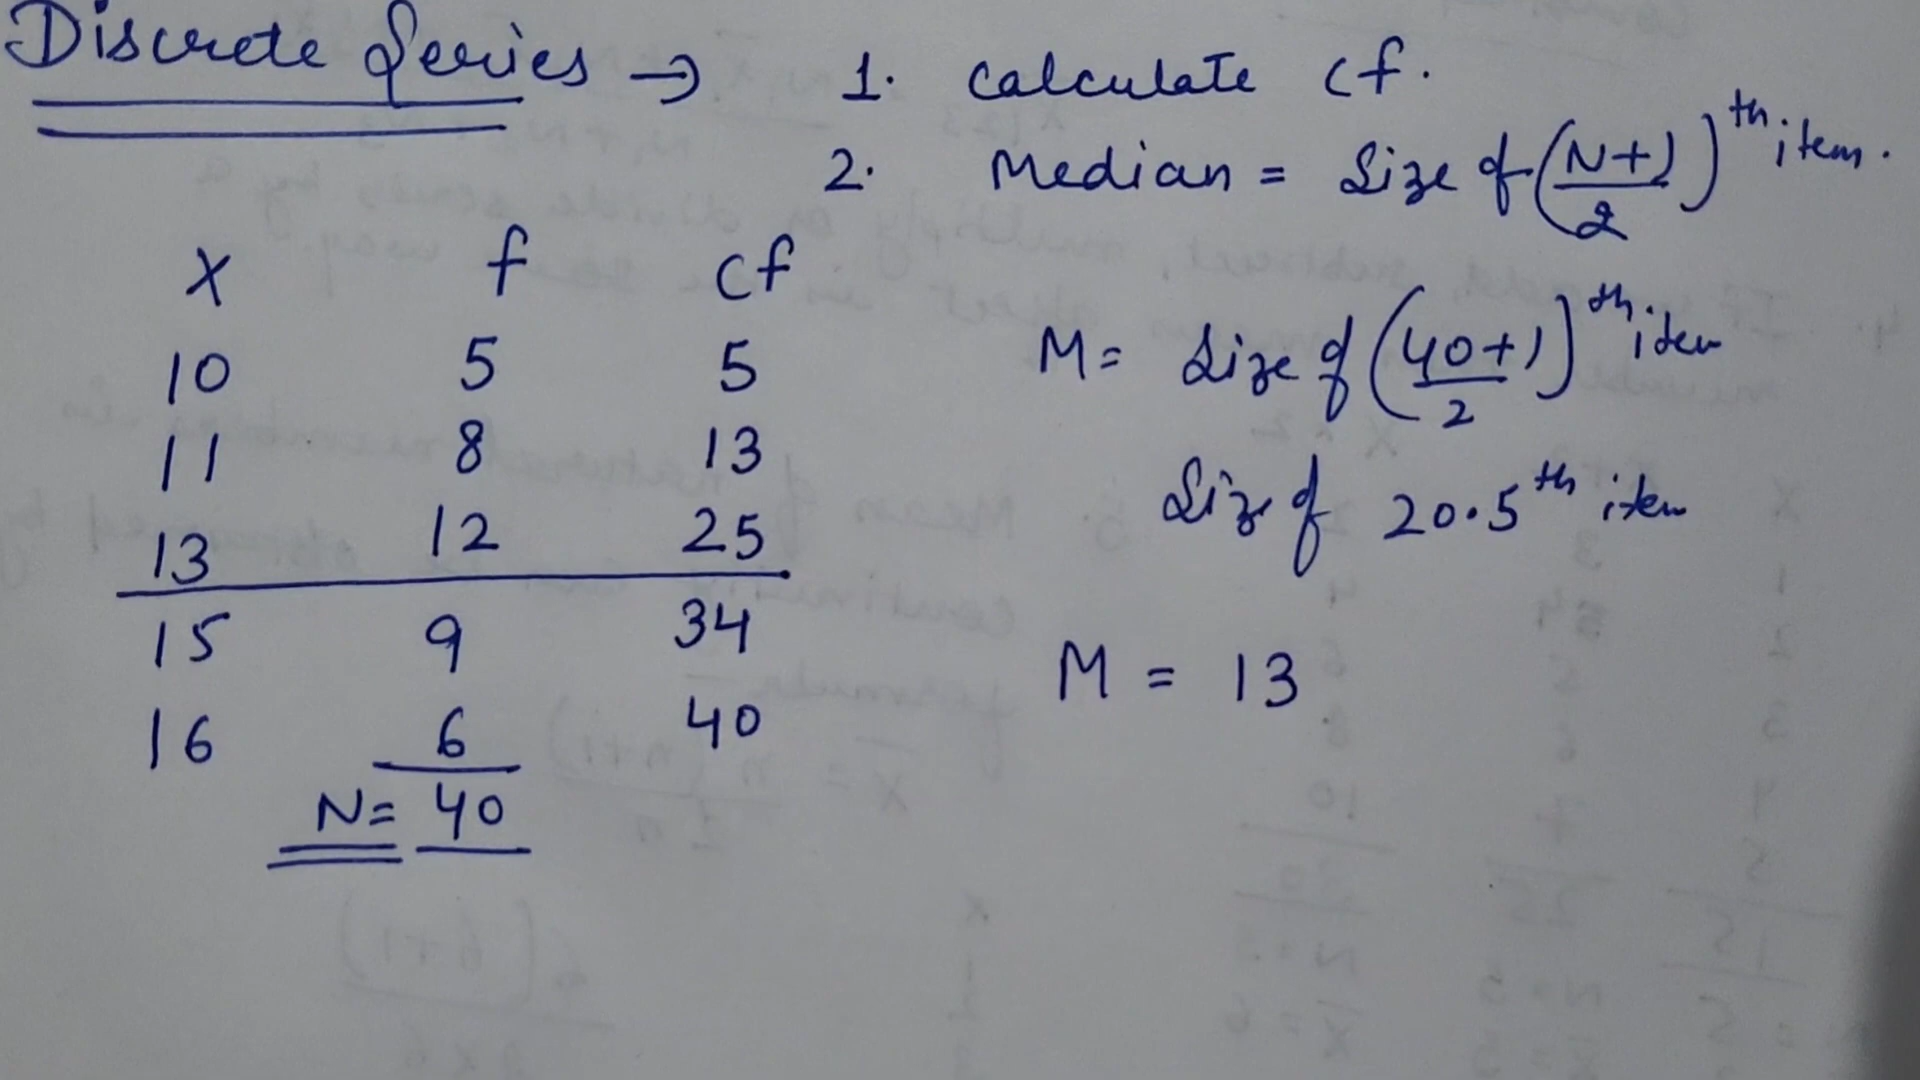 Discrete Series → 1. Calculate cf.
2. Median = Size of (N+1/2)th item.
X f cf
10 5 5
11 8 13
13 12 25
15 9 34
16 6 40
N= 40
M= Size of (40+1/2)th item
Size of 20.5th item
M = 13